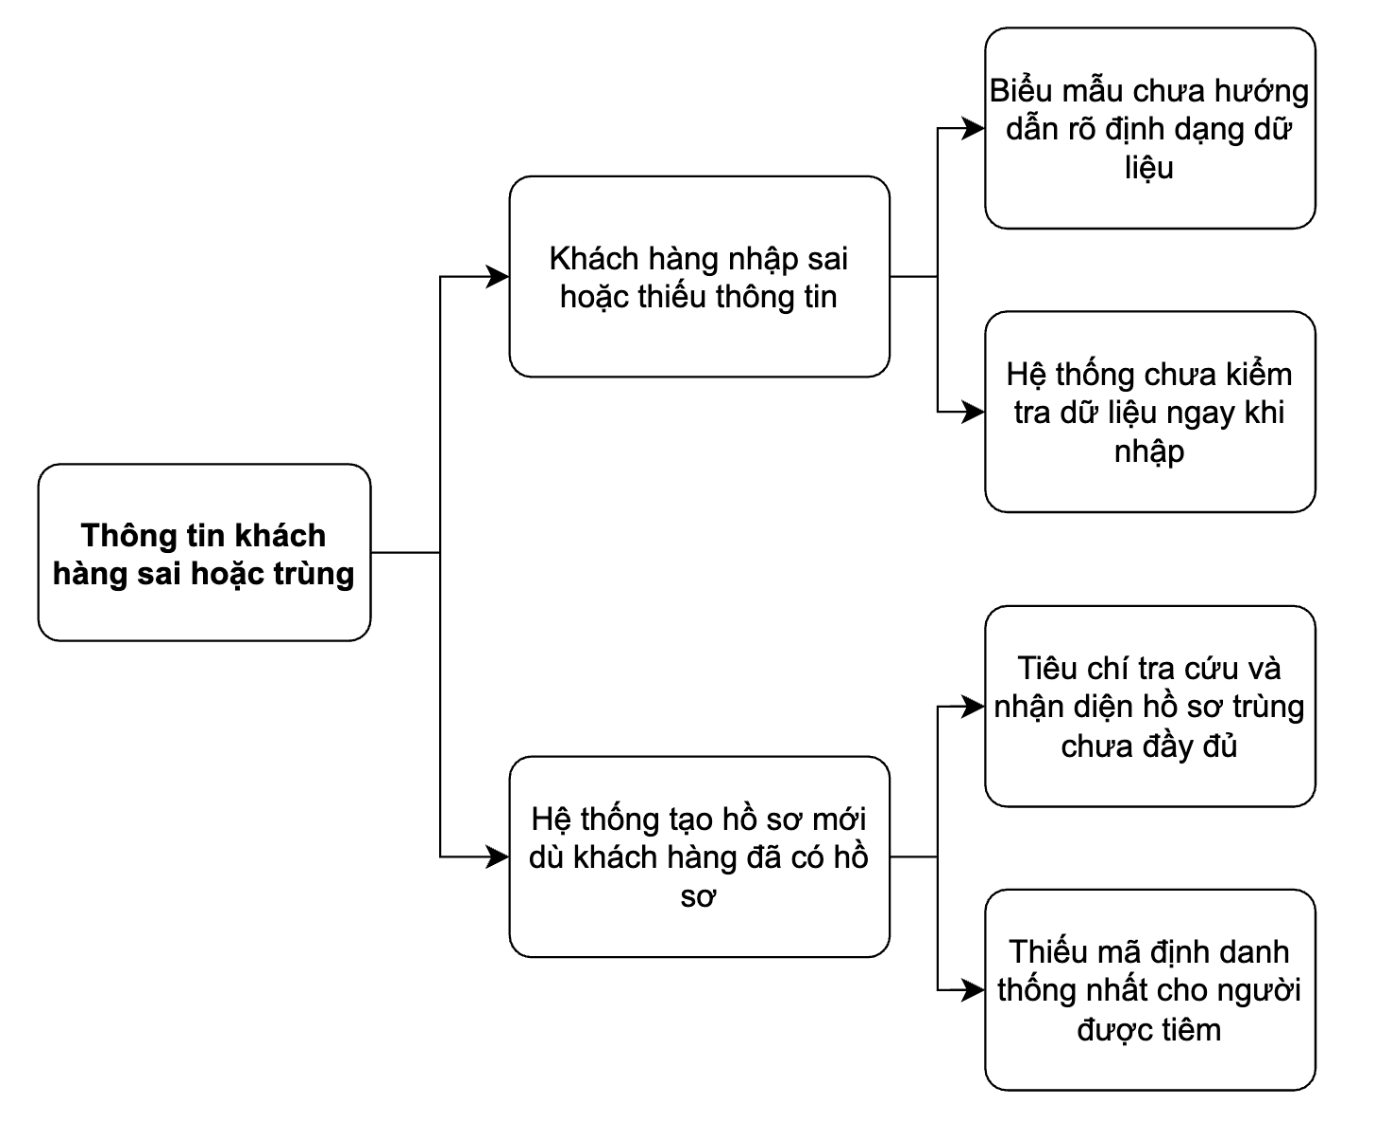 Thông tin khách
hàng sai hoặc trùng
Khách hàng nhập sai
hoặc thiếu thông tin
Biểu mẫu chưa hướng
dẫn rõ định dạng dữ
liệu
Hệ thống chưa kiểm
tra dữ liệu ngay khi
nhập
Hệ thống tạo hồ sơ mới
dù khách hàng đã có hồ
sơ
Tiêu chí tra cứu và
nhận diện hồ sơ trùng
chưa đầy đủ
Thiếu mã định danh
thống nhất cho người
được tiêm